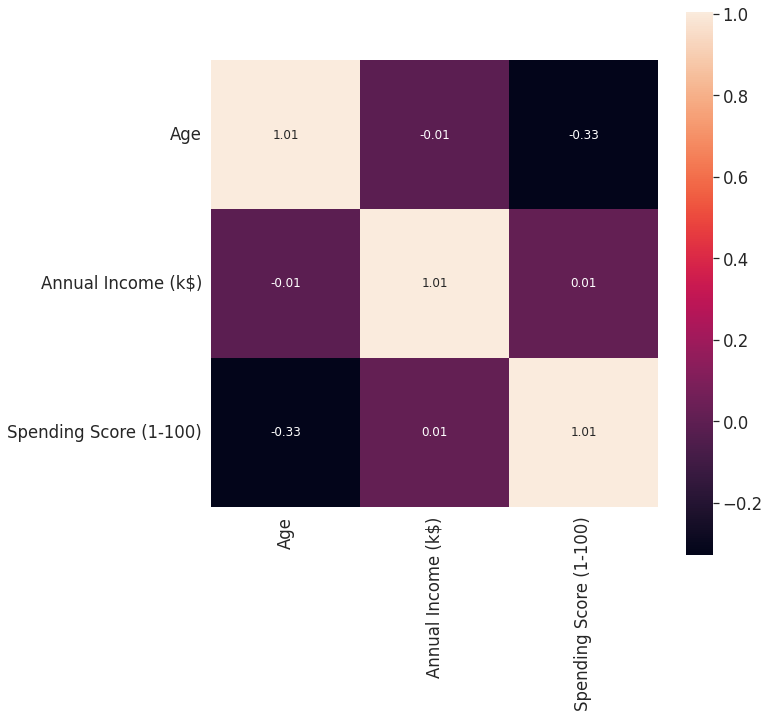 1.0
Age 1.01 -0.01 -0.33
0.8
0.6
Annual Income (k$) -0.01 1.01 0.01
0.4
0.2
Spending Score (1-100) -0.33 0.01 1.01
0.0
−0.2
Age
Annual Income (k$)
Spending Score (1-100)